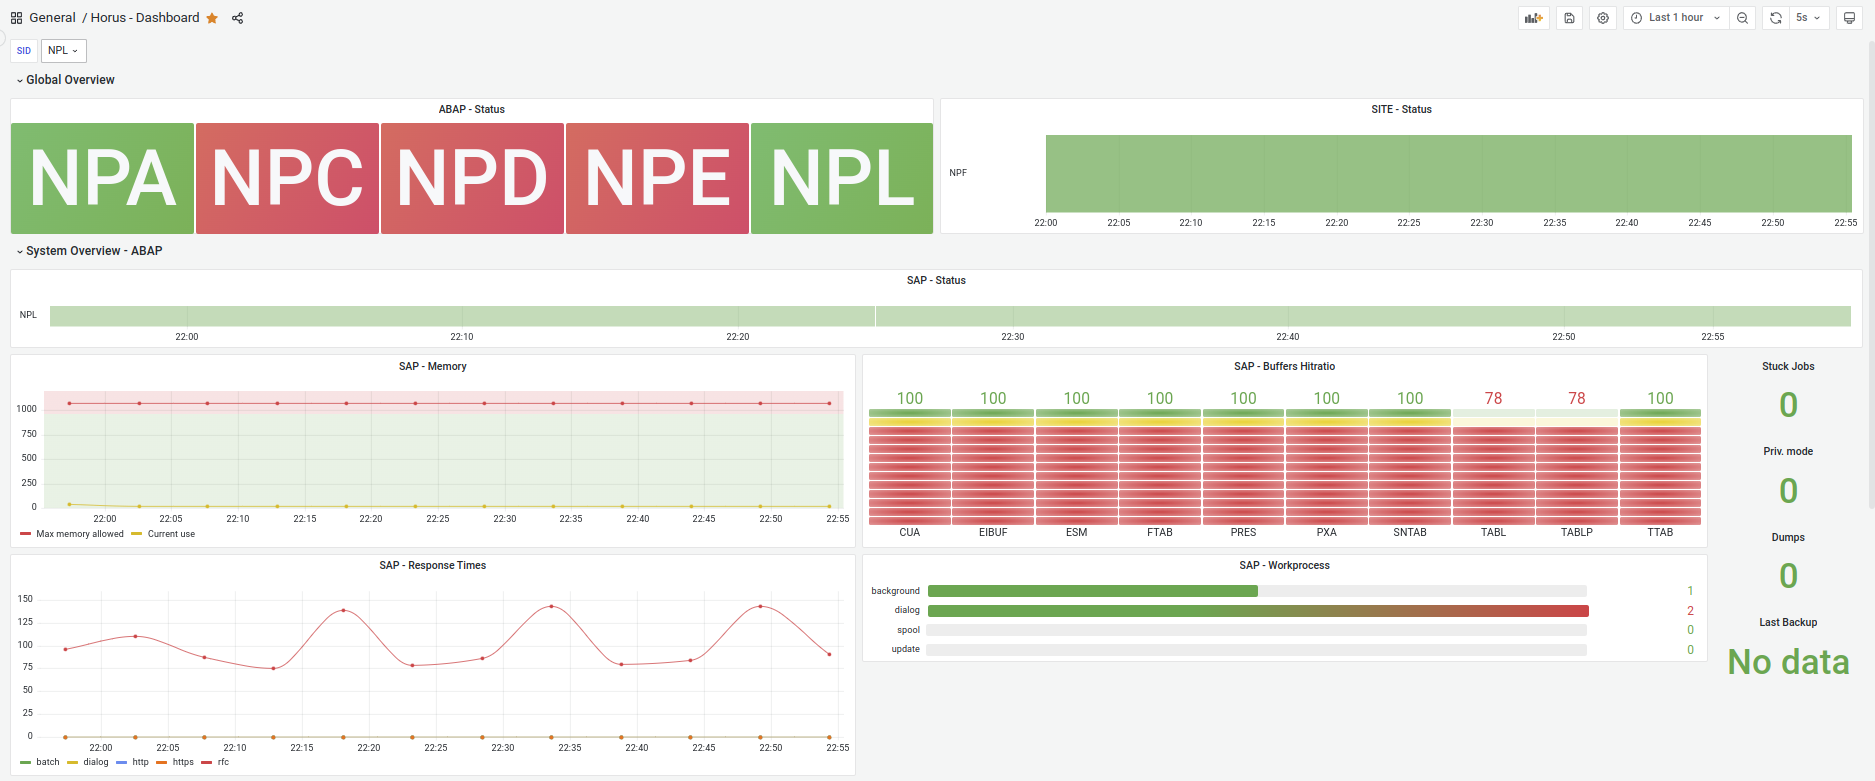 General / Horus - Dashboard
Last 1 hour
5s
SID
NPL
Global Overview
ABAP - Status
NPA
NPC
NPD
NPE
NPL
SITE - Status
NPF
22:00 22:05 22:10 22:15 22:20 22:25 22:30 22:35 22:40 22:45 22:50 22:55
System Overview - ABAP
SAP - Status
NPL
22:00 22:10 22:20 22:30 22:40 22:50 22:55
SAP - Memory
1000
750
500
250
0
22:00 22:05 22:10 22:15 22:20 22:25 22:30 22:35 22:40 22:45 22:50 22:55
Max memory allowed Current use
SAP - Buffers Hitratio
100 100 100 100 100 100 100 78 78 100
CUA EIBUF ESM FTAB PRES PXA SNTAB TABL TABLP TTAB
Stuck Jobs
0
Priv. mode
0
Dumps
0
Last Backup
No data
SAP - Response Times
150
125
100
75
50
25
0
22:00 22:05 22:10 22:15 22:20 22:25 22:30 22:35 22:40 22:45 22:50 22:55
batch dialog http https rfc
SAP - Workprocess
background 1
dialog 2
spool 0
update 0